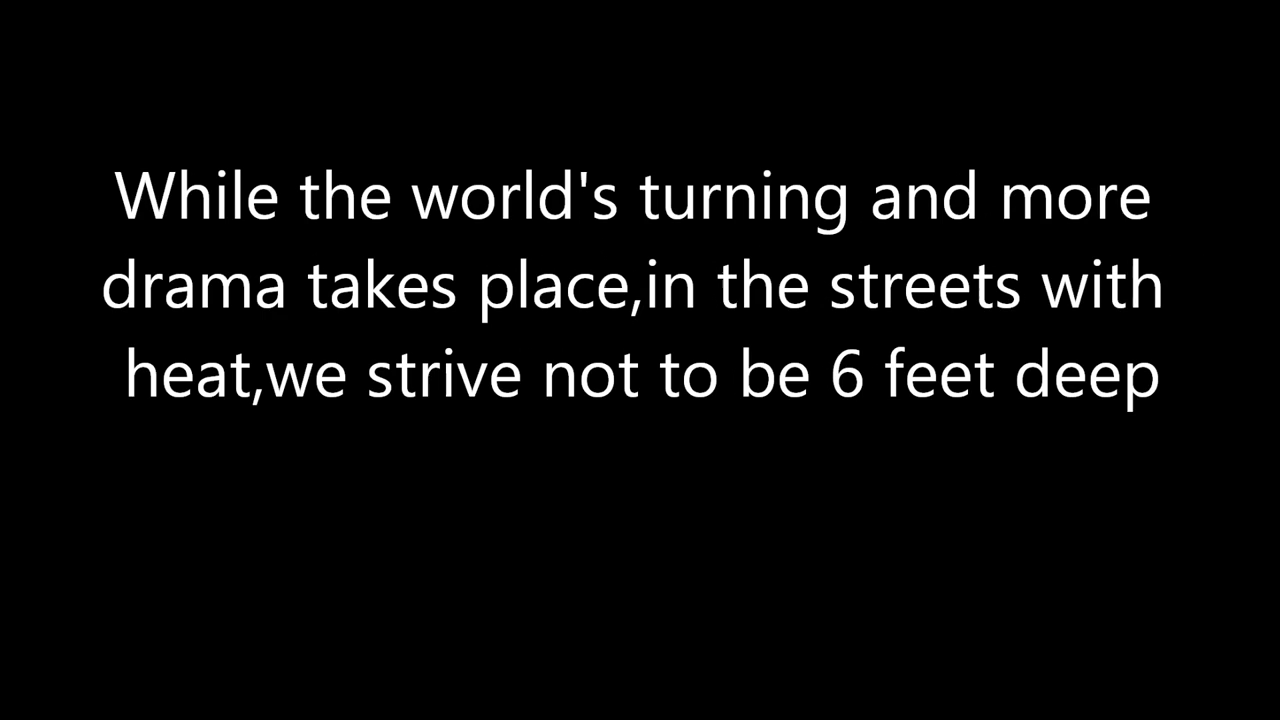 While the world's turning and more
drama takes place,in the streets with
heat,we strive not to be 6 feet deep